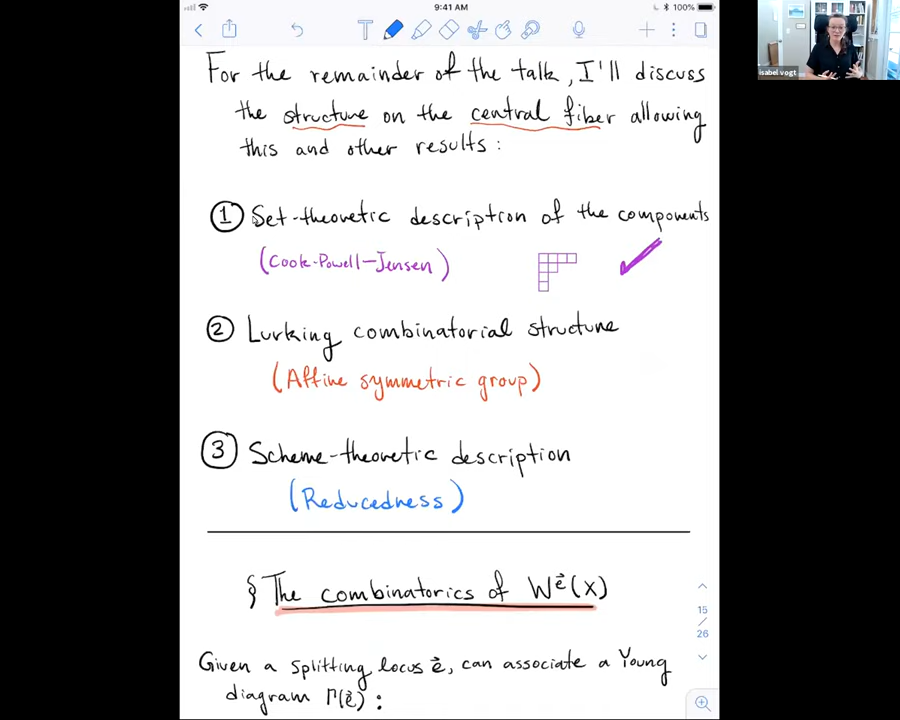 9:41 AM
100%
isabel vogt
For the remainder of the talk, I'll discuss
the structure on the central fiber allowing
this and other results:
① Set-theoretic description of the components
(Cook-Powell-Jensen)
② Lurking combinatorial structure
(Affine symmetric group)
③ Scheme-theoretic description
(Reducedness)
§ The combinatorics of W^e⃗(X)
15
/
26
Given a splitting locus e⃗, can associate a Young
diagram Γ(e⃗):